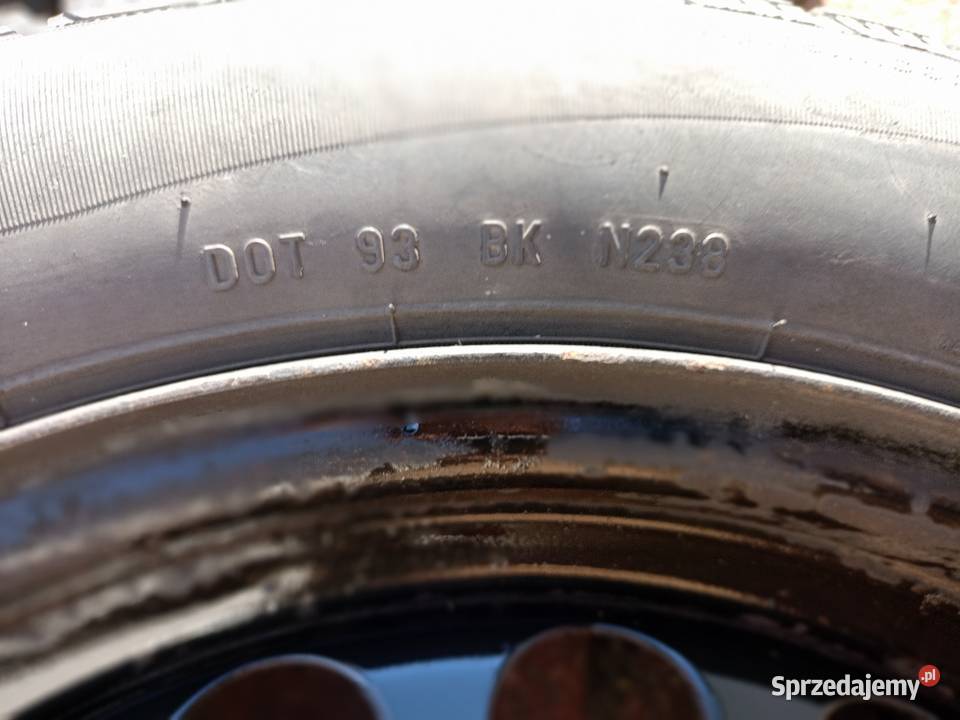 DOT 93 BK N238
Sprzedajemy.pl